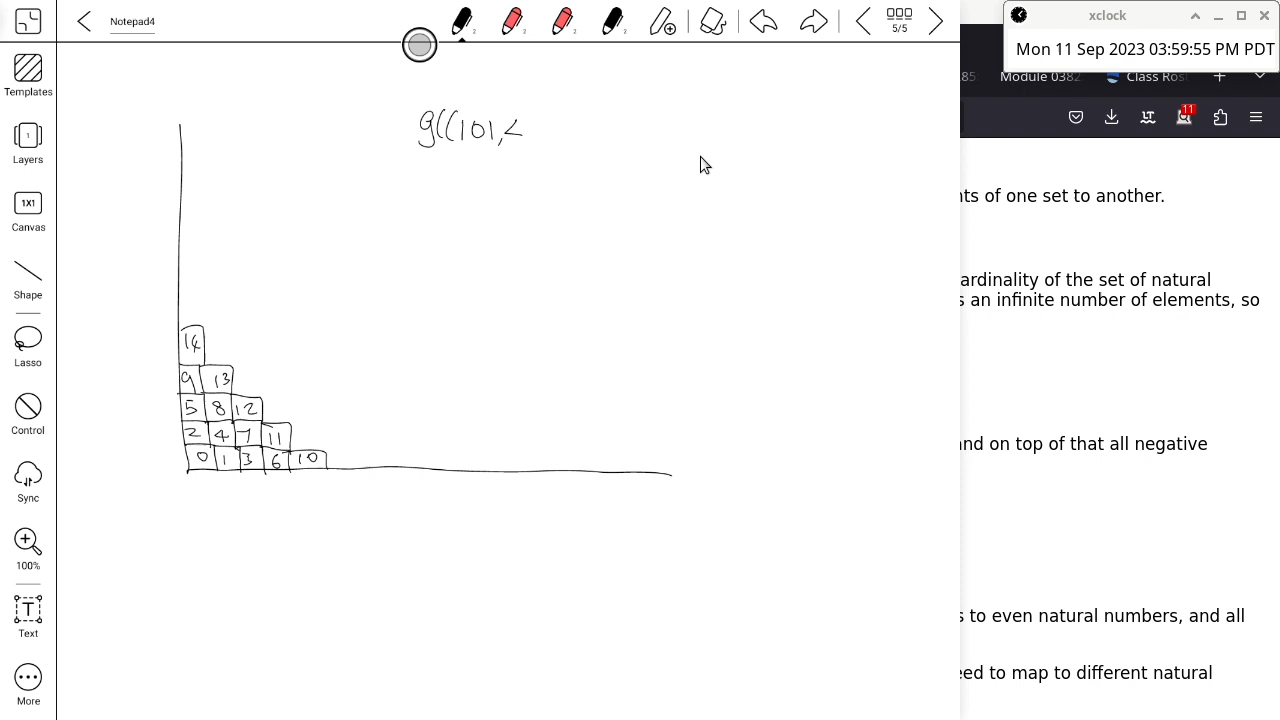 Notepad4
5/5
xclock
Mon 11 Sep 2023 03:59:55 PM PDT
Templates
Layers
1X1
Canvas
Shape
Lasso
Control
Sync
100%
Text
More
g((101,<
14
9 13
5 8 12
2 4 7 11
0 1 3 6 10
85 Module 0382 Class Ros
11
nts of one set to another.
ardinality of the set of natural
s an infinite number of elements, so
and on top of that all negative
s to even natural numbers, and all
eed to map to different natural